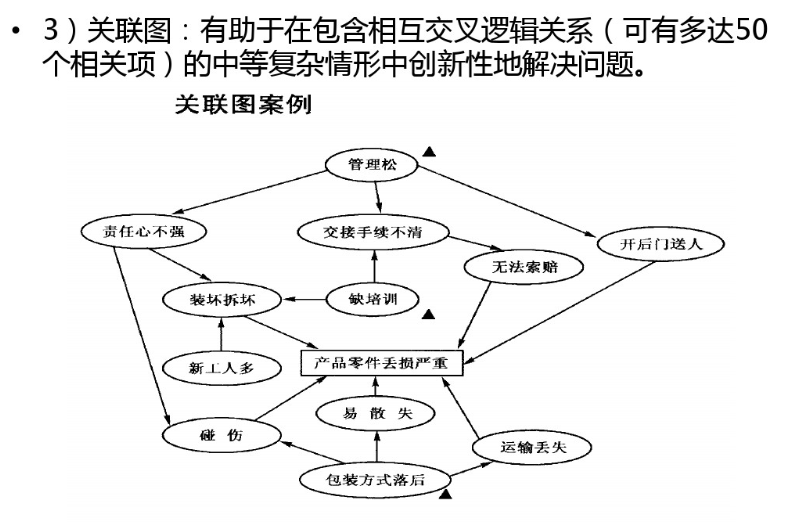 • 3）关联图：有助于在包含相互交叉逻辑关系（可有多达50
个相关项）的中等复杂情形中创新性地解决问题。
关联图案例
管理松
责任心不强
交接手续不清
开后门送人
无法索赔
装坏拆坏
缺培训
新工人多
产品零件丢损严重
易散失
碰伤
运输丢失
包装方式落后